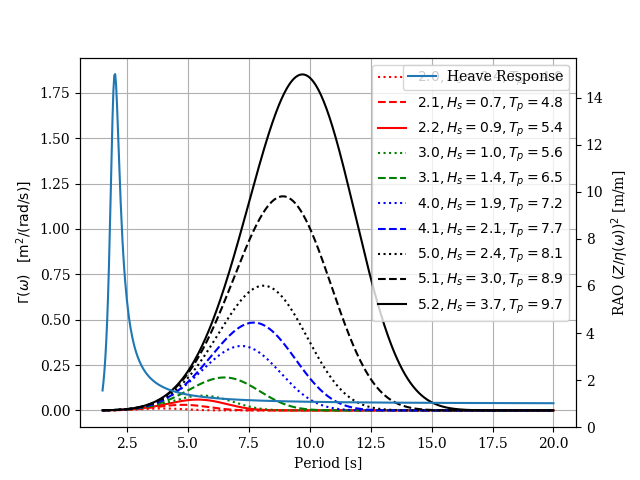 Heave Response
2.1, H_s = 0.7, T_p = 4.8
2.2, H_s = 0.9, T_p = 5.4
3.0, H_s = 1.0, T_p = 5.6
3.1, H_s = 1.4, T_p = 6.5
4.0, H_s = 1.9, T_p = 7.2
4.1, H_s = 2.1, T_p = 7.7
5.0, H_s = 2.4, T_p = 8.1
5.1, H_s = 3.0, T_p = 8.9
5.2, H_s = 3.7, T_p = 9.7
Γ(ω) [m²/(rad/s)]
1.75
1.50
1.25
1.00
0.75
0.50
0.25
0.00
14
12
10
8
6
4
2
0
RAO (Z/η(ω))² [m/m]
2.5 5.0 7.5 10.0 12.5 15.0 17.5 20.0
Period [s]